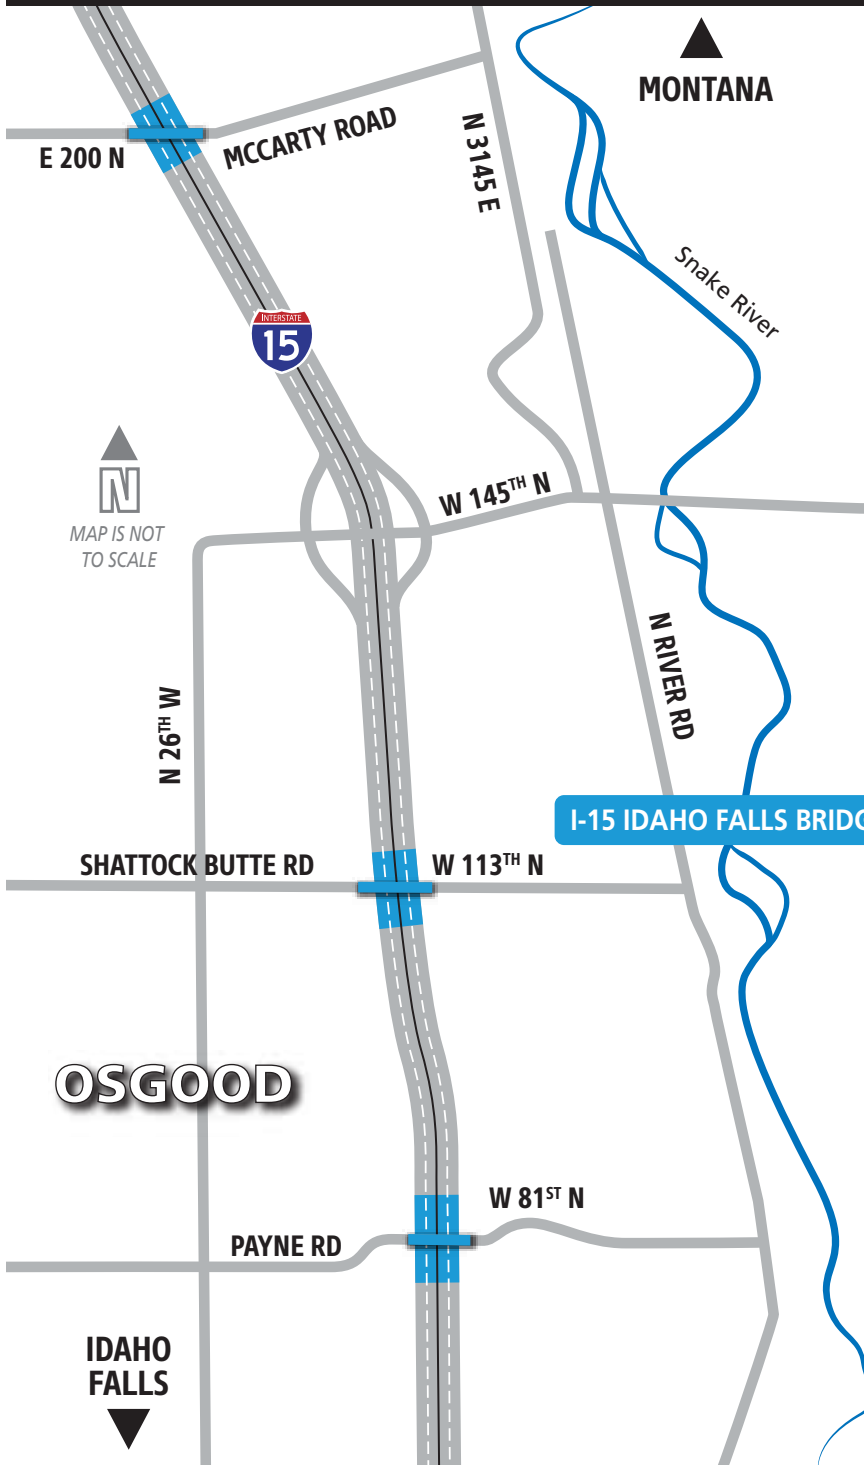 MONTANA
E 200 N
MCCARTY ROAD
N 3145 E
Snake River
INTERSTATE
15
N
MAP IS NOT
TO SCALE
W 145TH N
N RIVER RD
N 26TH W
I-15 IDAHO FALLS BRIDG
SHATTOCK BUTTE RD
W 113TH N
OSGOOD
W 81ST N
PAYNE RD
IDAHO
FALLS